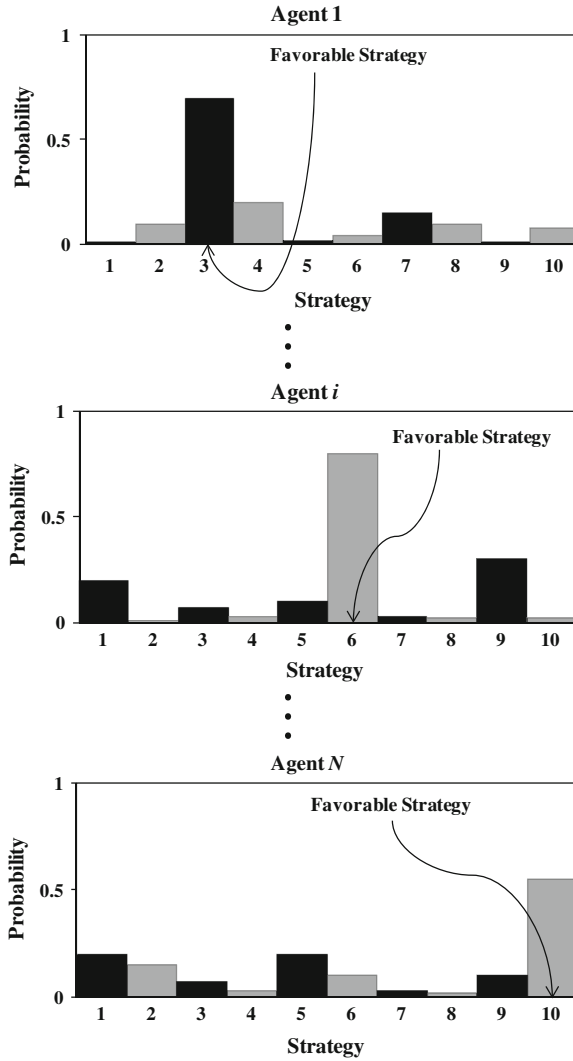 Agent 1
1
Favorable Strategy
Probability
0.5
0
1 2 3 4 5 6 7 8 9 10
Strategy
Agent i
1
Favorable Strategy
Probability
0.5
0
1 2 3 4 5 6 7 8 9 10
Strategy
Agent N
1
Favorable Strategy
Probability
0.5
0
1 2 3 4 5 6 7 8 9 10
Strategy